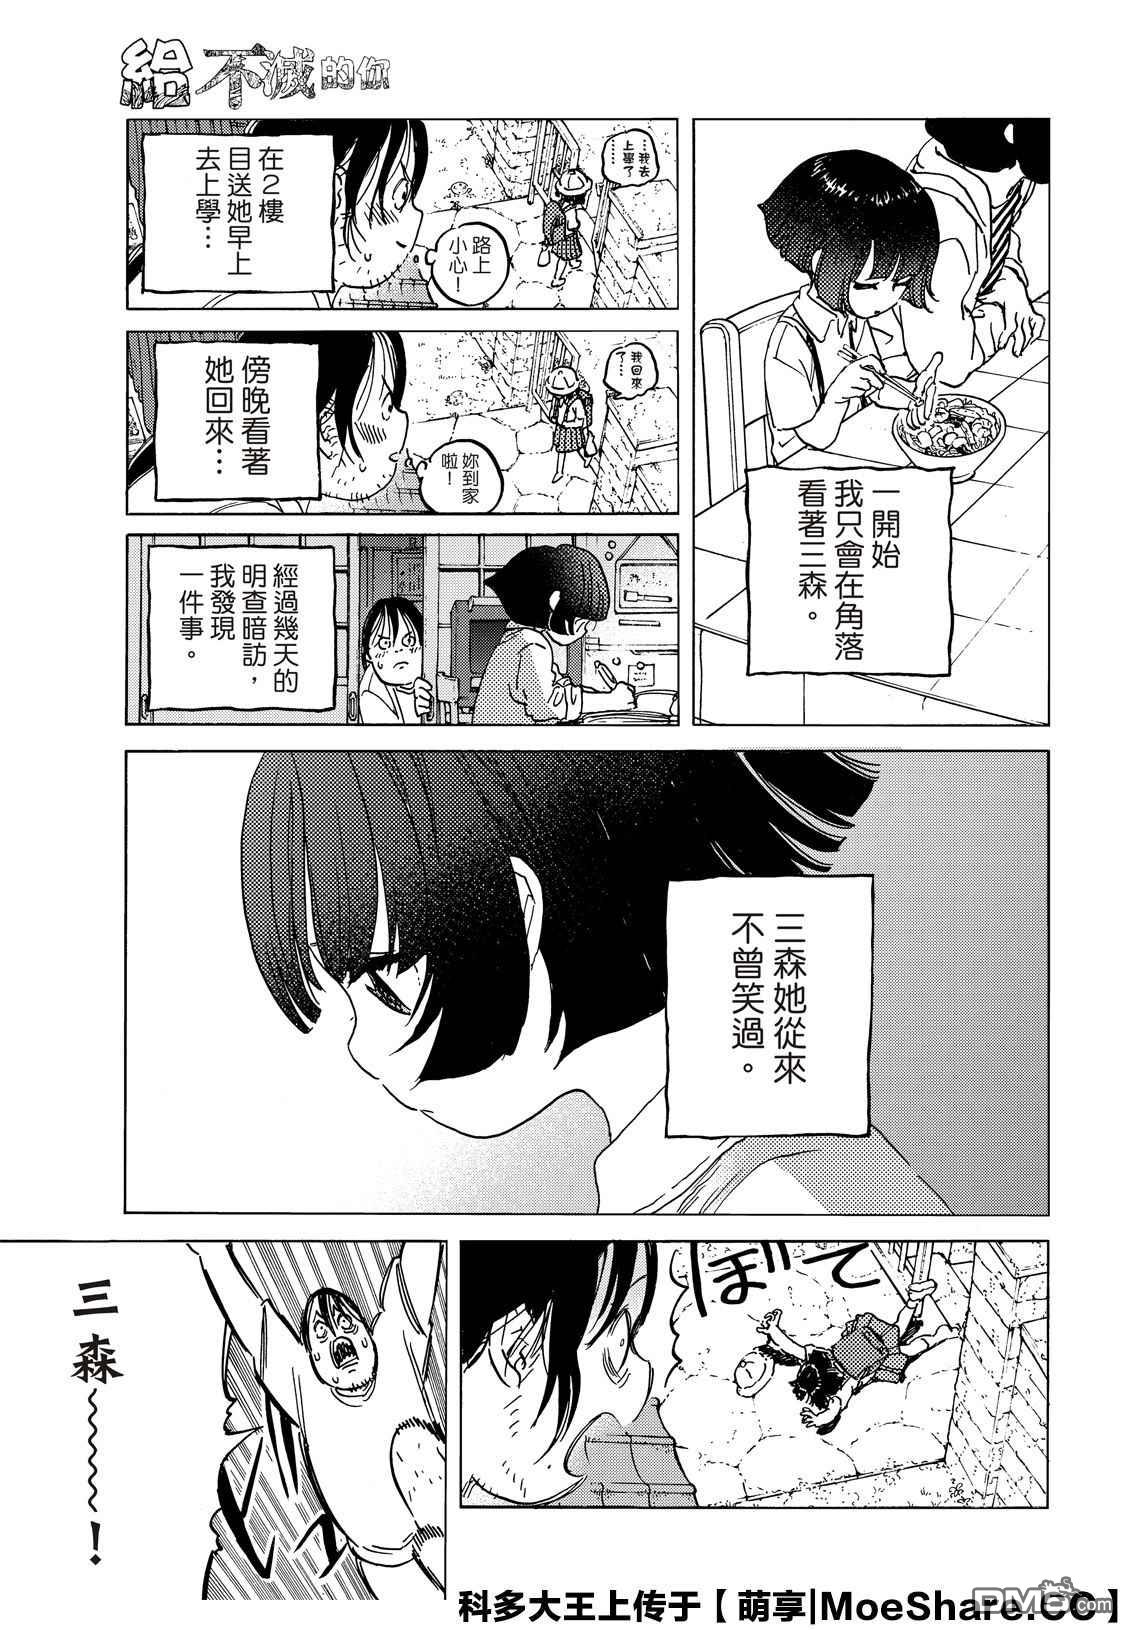 給不滅的你
一開始
我只會在角落
看著三森。
……我去
上學了
……
路上
小心！
在2樓
目送她早上
去上學…
我回來
了……
妳到家
啦！
傍晚看著
她回來…
經過幾天的
明查暗訪，
我發現
一件事。
三森她從來
不曾笑過。
ぼて
三森～～～～！
科多大王上传于【萌享|MoeShare.CC】